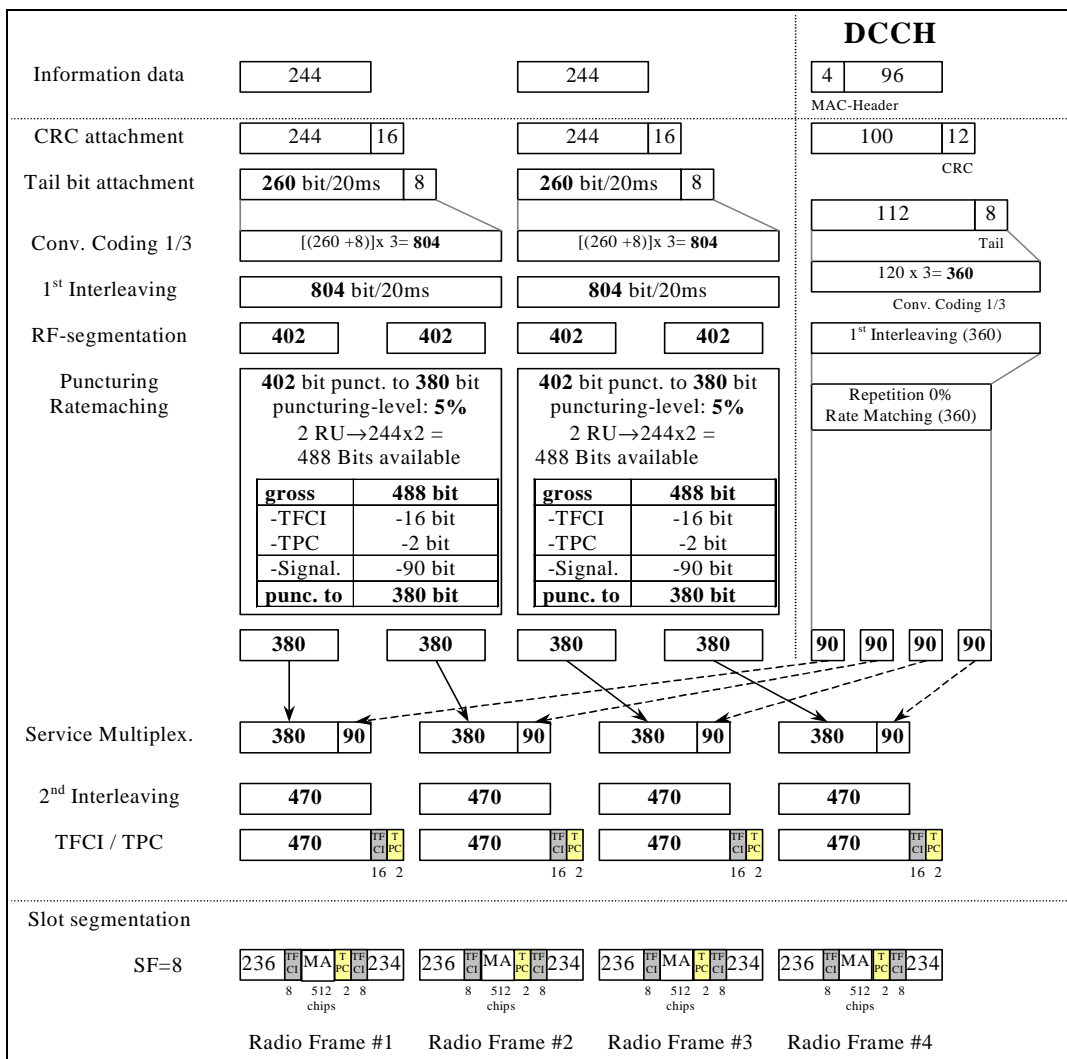 DCCH
Information data 244 244 4 96
MAC-Header
CRC attachment 244 16 244 16 100 12
CRC
Tail bit attachment 260 bit/20ms 8 260 bit/20ms 8
112 8
Tail
Conv. Coding 1/3 [(260 +8)]x 3= 804 [(260 +8)]x 3= 804
120 x 3= 360
Conv. Coding 1/3
1st Interleaving 804 bit/20ms 804 bit/20ms
RF-segmentation 402 402 402 402 1st Interleaving (360)
Puncturing
Ratemaching
402 bit punct. to 380 bit
puncturing-level: 5%
2 RU→244x2 =
488 Bits available
gross 488 bit
-TFCI -16 bit
-TPC -2 bit
-Signal. -90 bit
punc. to 380 bit
402 bit punct. to 380 bit
puncturing-level: 5%
2 RU→244x2 =
488 Bits available
gross 488 bit
-TFCI -16 bit
-TPC -2 bit
-Signal. -90 bit
punc. to 380 bit
Repetition 0%
Rate Matching (360)
380 380 380 380 90 90 90 90
Service Multiplex. 380 90 380 90 380 90 380 90
2nd Interleaving 470 470 470 470
TFCI / TPC 470 TF CI T PC 470 TF CI T PC 470 TF CI T PC 470 TF CI T PC
16 2 16 2 16 2 16 2
Slot segmentation
SF=8 236 TF CI MA T PC TF CI 234 236 TF CI MA T PC TF CI 234 236 TF CI MA T PC TF CI 234 236 TF CI MA T PC TF CI 234
8 512 2 8 8 512 2 8 8 512 2 8 8 512 2 8
chips chips chips chips
Radio Frame #1 Radio Frame #2 Radio Frame #3 Radio Frame #4